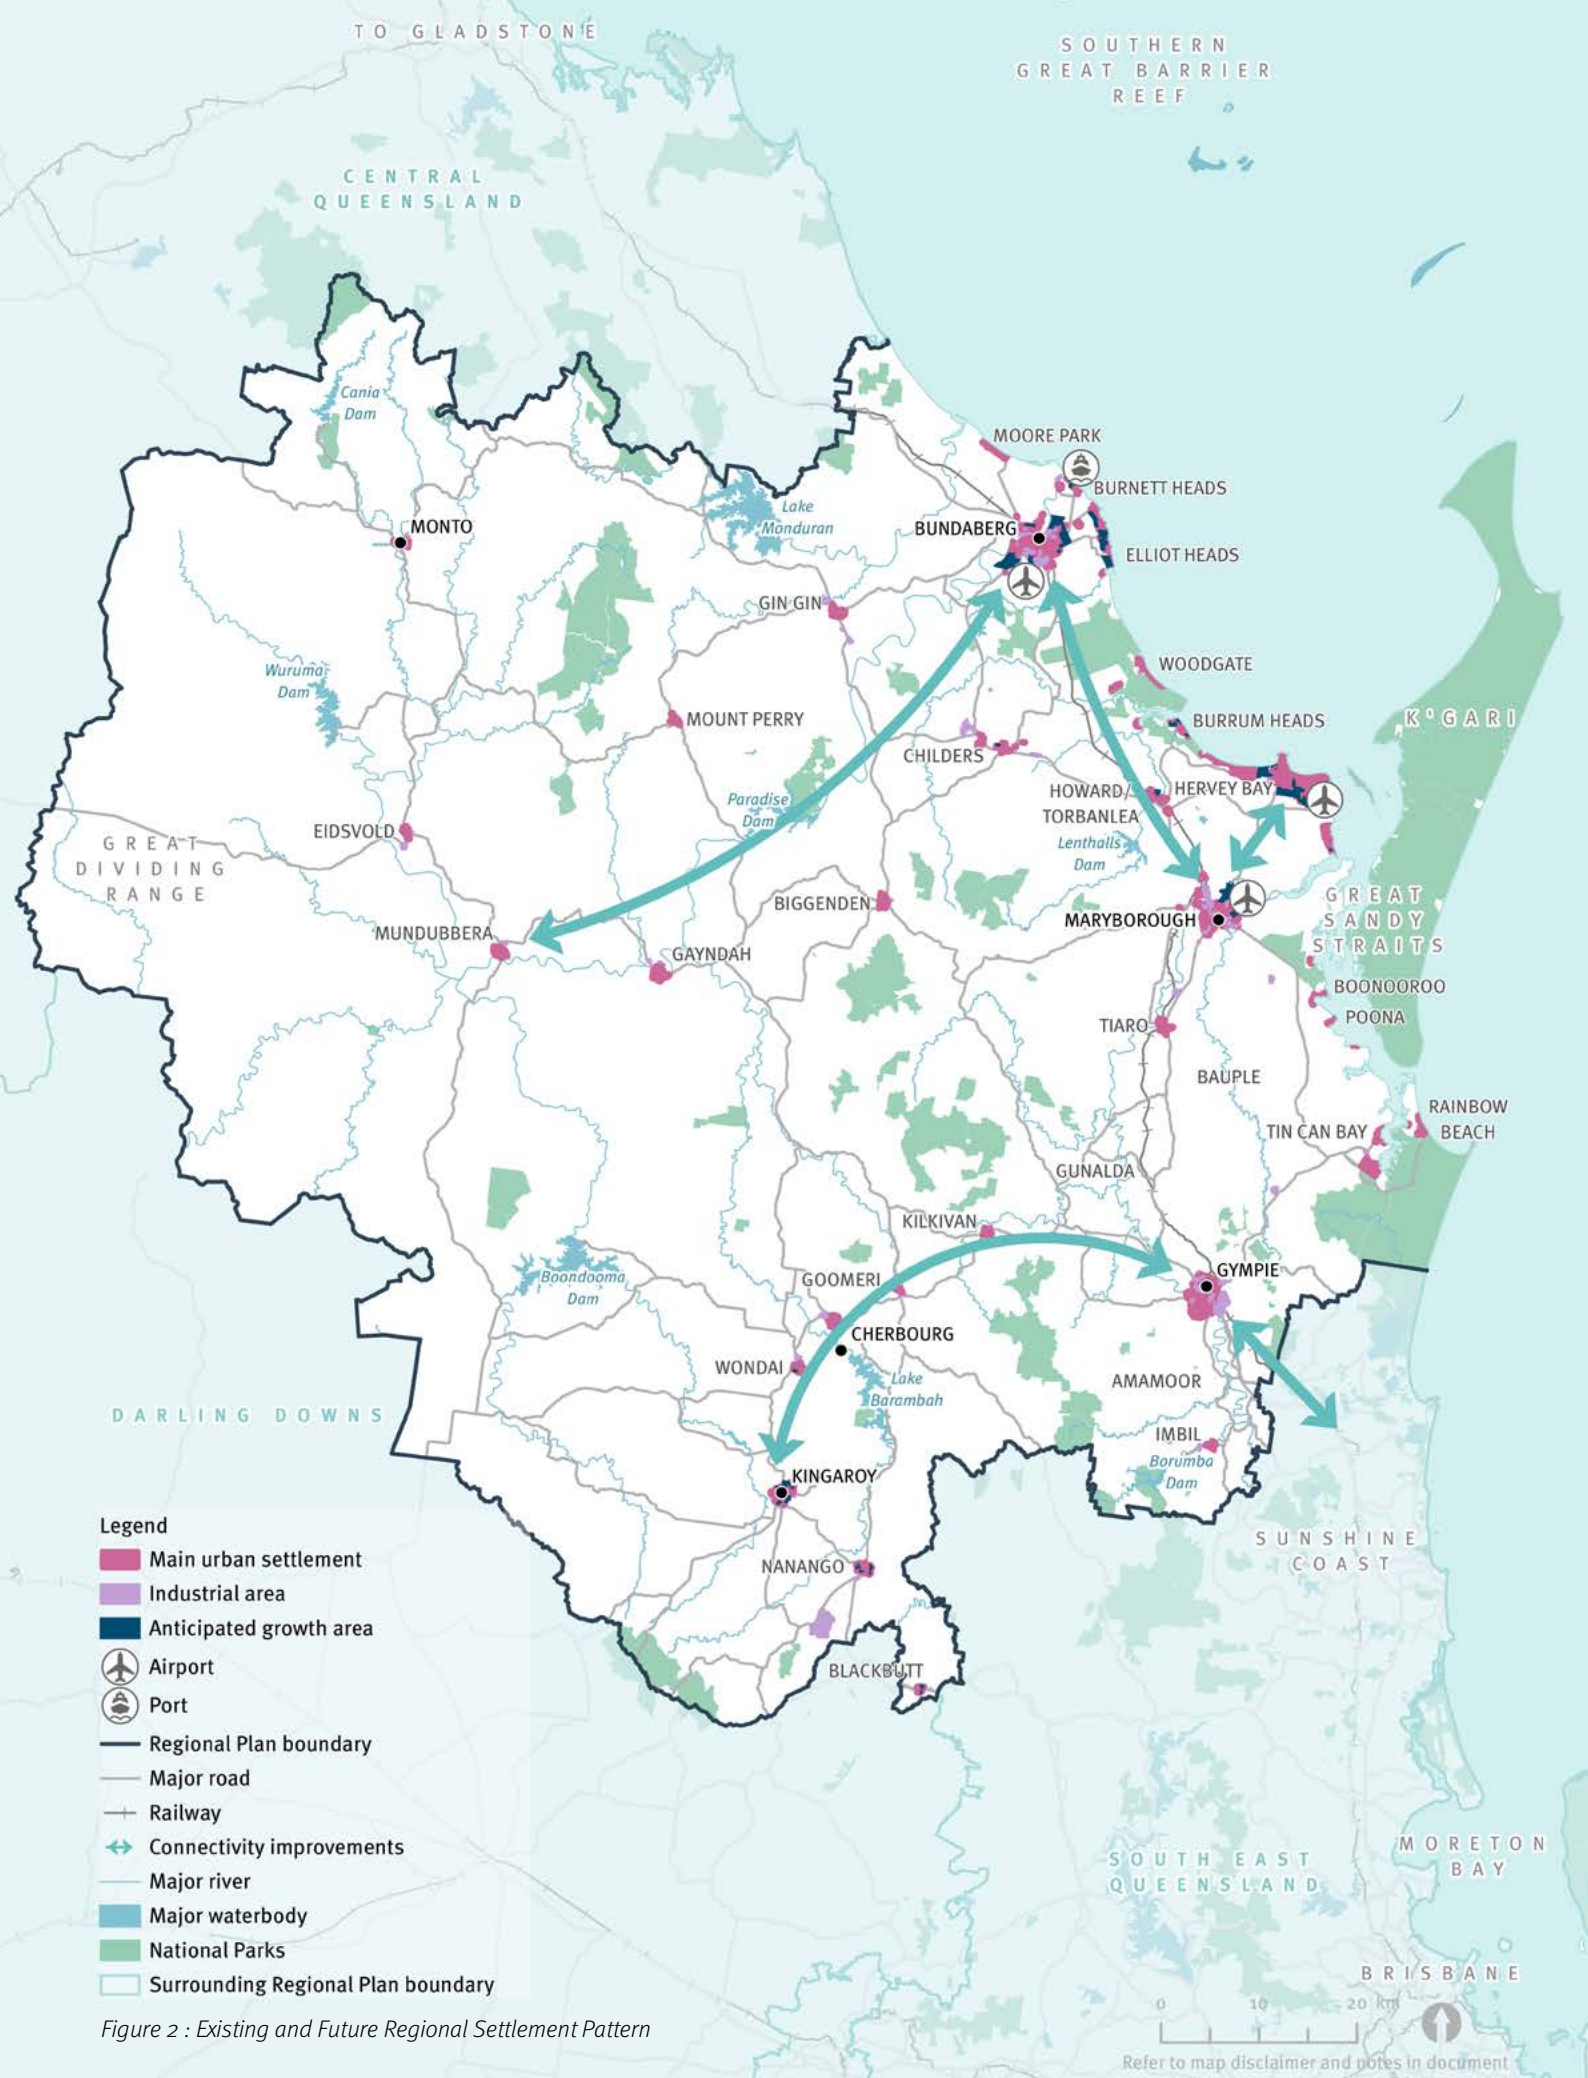 TO GLADSTONE
SOUTHERN
GREAT BARRIER
REEF
CENTRAL
QUEENSLAND
Cania
Dam
MOORE PARK
BURNETT HEADS
Lake
Monduran
MONTO
BUNDABERG
ELLIOT HEADS
GIN GIN
Wuruma
Dam
WOODGATE
MOUNT PERRY
BURRUM HEADS
K'GARI
CHILDERS
HOWARD/
TORBANLEA
HERVEY BAY
Paradise
Dam
EIDSVOLD
GREAT
DIVIDING
RANGE
Lenthalls
Dam
BIGGENDEN
MARYBOROUGH
GREAT
SANDY
STRAITS
MUNDUBBERA
GAYNDAH
BOONOOROO
POONA
TIARO
BAUPLE
RAINBOW
BEACH
TIN CAN BAY
GUNALDA
KILKIVAN
Boondooma
Dam
GOOMERI
GYMPIE
CHERBOURG
WONDAI
Lake
Barambah
AMAMOOR
DARLING DOWNS
IMBIL
Borumba
Dam
KINGAROY
SUNSHINE
COAST
NANANGO
BLACKBUTT
Legend
Main urban settlement
Industrial area
Anticipated growth area
Airport
Port
Regional Plan boundary
Major road
Railway
Connectivity improvements
Major river
Major waterbody
National Parks
Surrounding Regional Plan boundary
MORETON
BAY
SOUTH EAST
QUEENSLAND
BRISBANE
0 10 20 km
Figure 2 : Existing and Future Regional Settlement Pattern
Refer to map disclaimer and notes in document